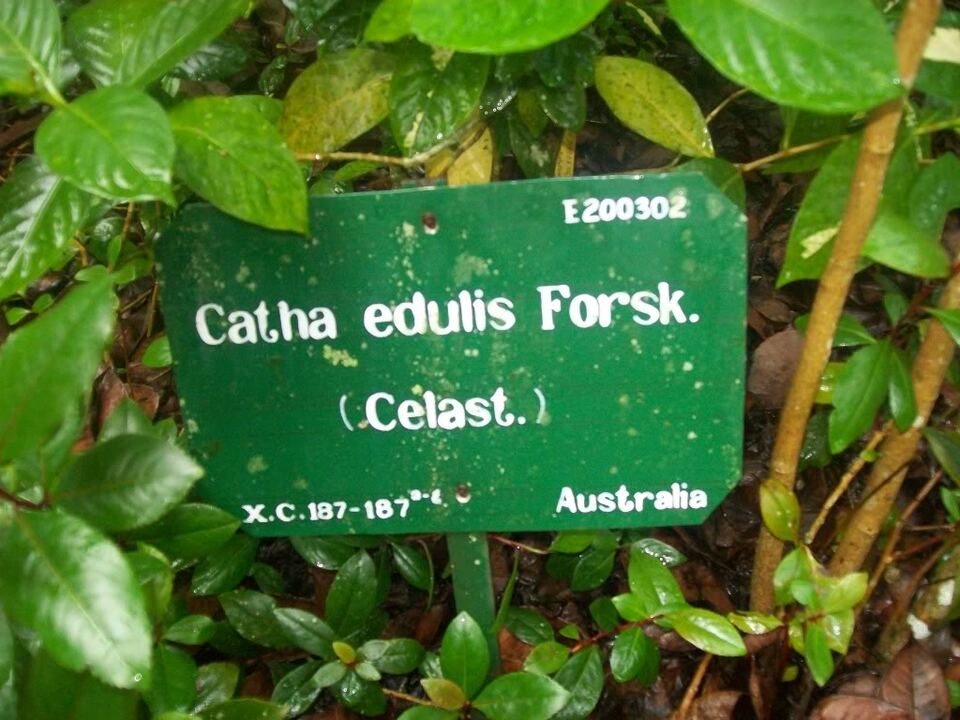 E200302
Catha edulis Forsk.
(Celast.)
X.C.187-187
Australia